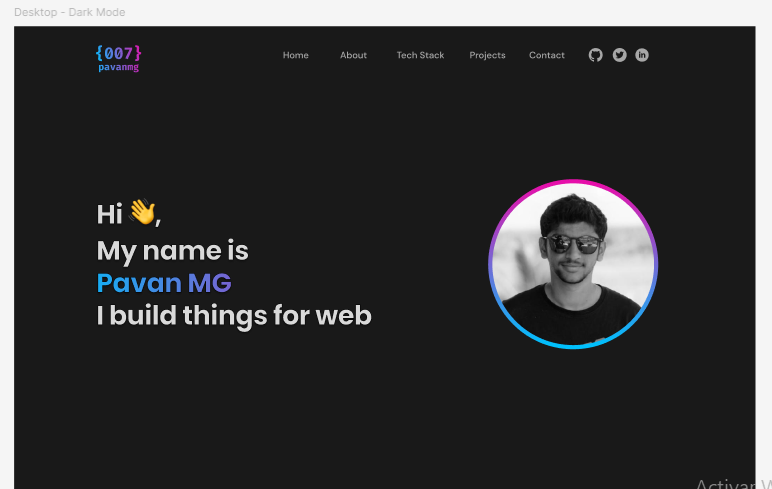 Desktop - Dark Mode
{007}
pavanmg
Home About Tech Stack Projects Contact
in
Hi 👋,
My name is
Pavan MG
I build things for web
Activar W